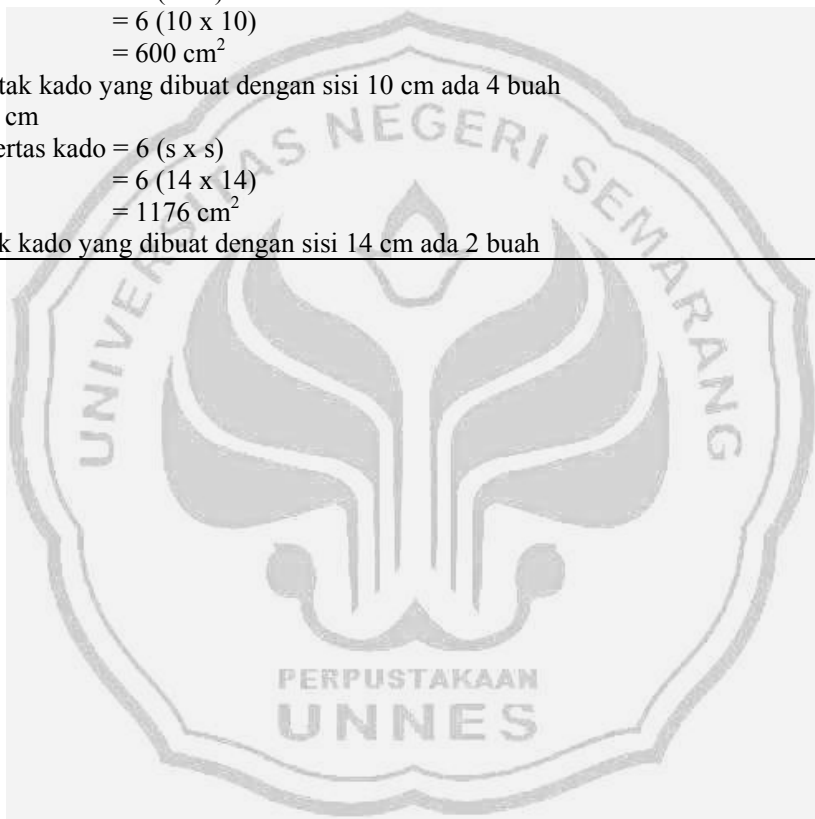 = 6 (10 x 10)
= 600 cm²
tak kado yang dibuat dengan sisi 10 cm ada 4 buah
cm
ertas kado = 6 (s x s)
= 6 (14 x 14)
= 1176 cm²
k kado yang dibuat dengan sisi 14 cm ada 2 buah
UNIVERSITAS NEGERI SEMARANG
PERPUSTAKAAN
UNNES